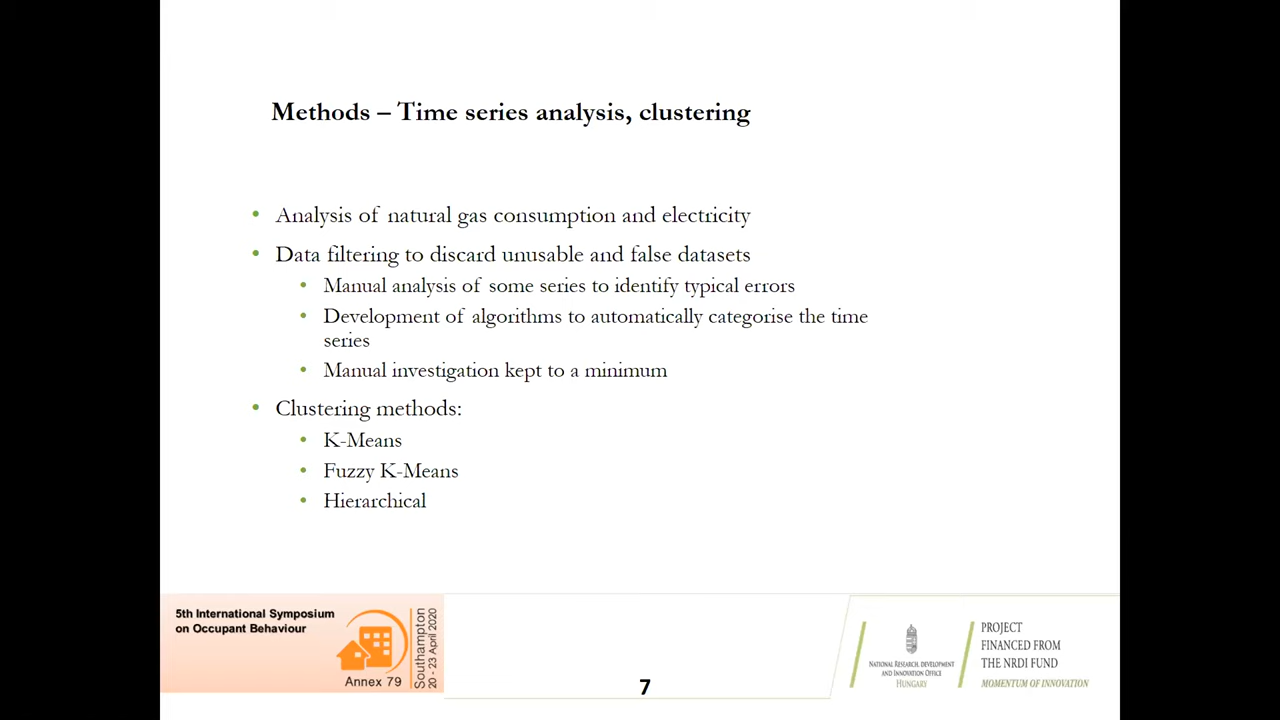 Methods – Time series analysis, clustering
• Analysis of natural gas consumption and electricity
• Data filtering to discard unusable and false datasets
• Manual analysis of some series to identify typical errors
• Development of algorithms to automatically categorise the time
series
• Manual investigation kept to a minimum
• Clustering methods:
• K-Means
• Fuzzy K-Means
• Hierarchical
5th International Symposium
on Occupant Behaviour
Annex 79
Southampton
20 - 23 April 2020
7
NATIONAL RESEARCH, DEVELOPMENT
AND INNOVATION OFFICE
HUNGARY
PROJECT
FINANCED FROM
THE NRDI FUND
MOMENTUM OF INNOVATION